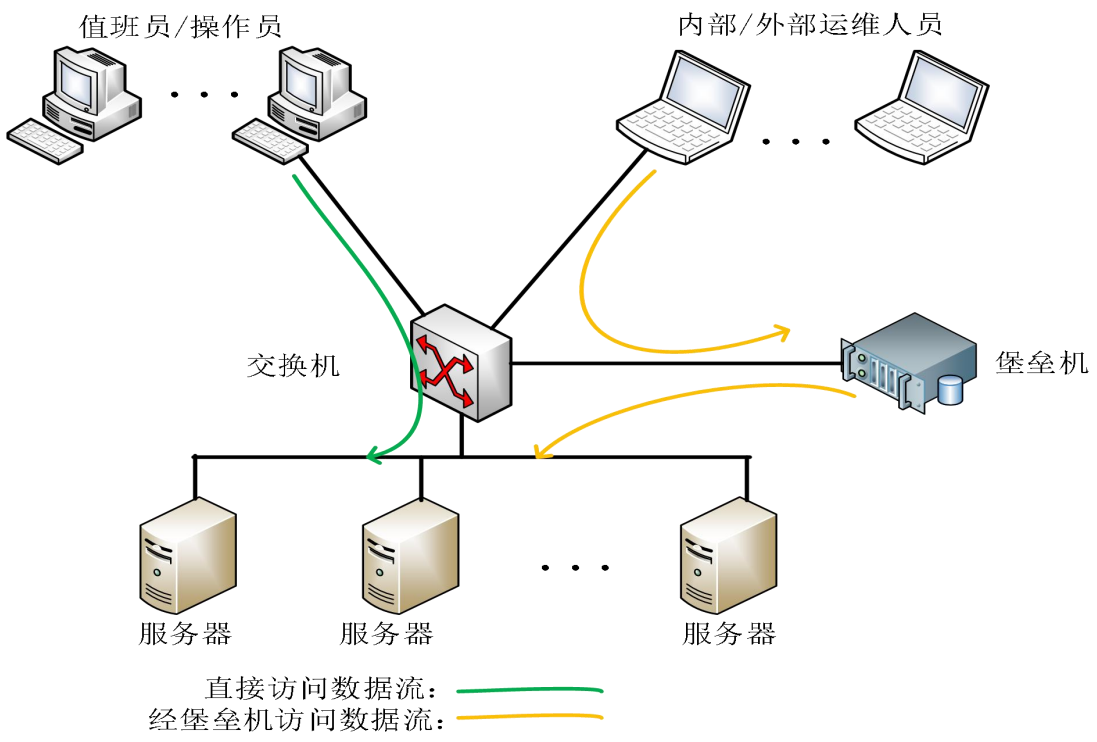 值班员/操作员
内部/外部运维人员
交换机
堡垒机
服务器
服务器
服务器
直接访问数据流：
经堡垒机访问数据流：